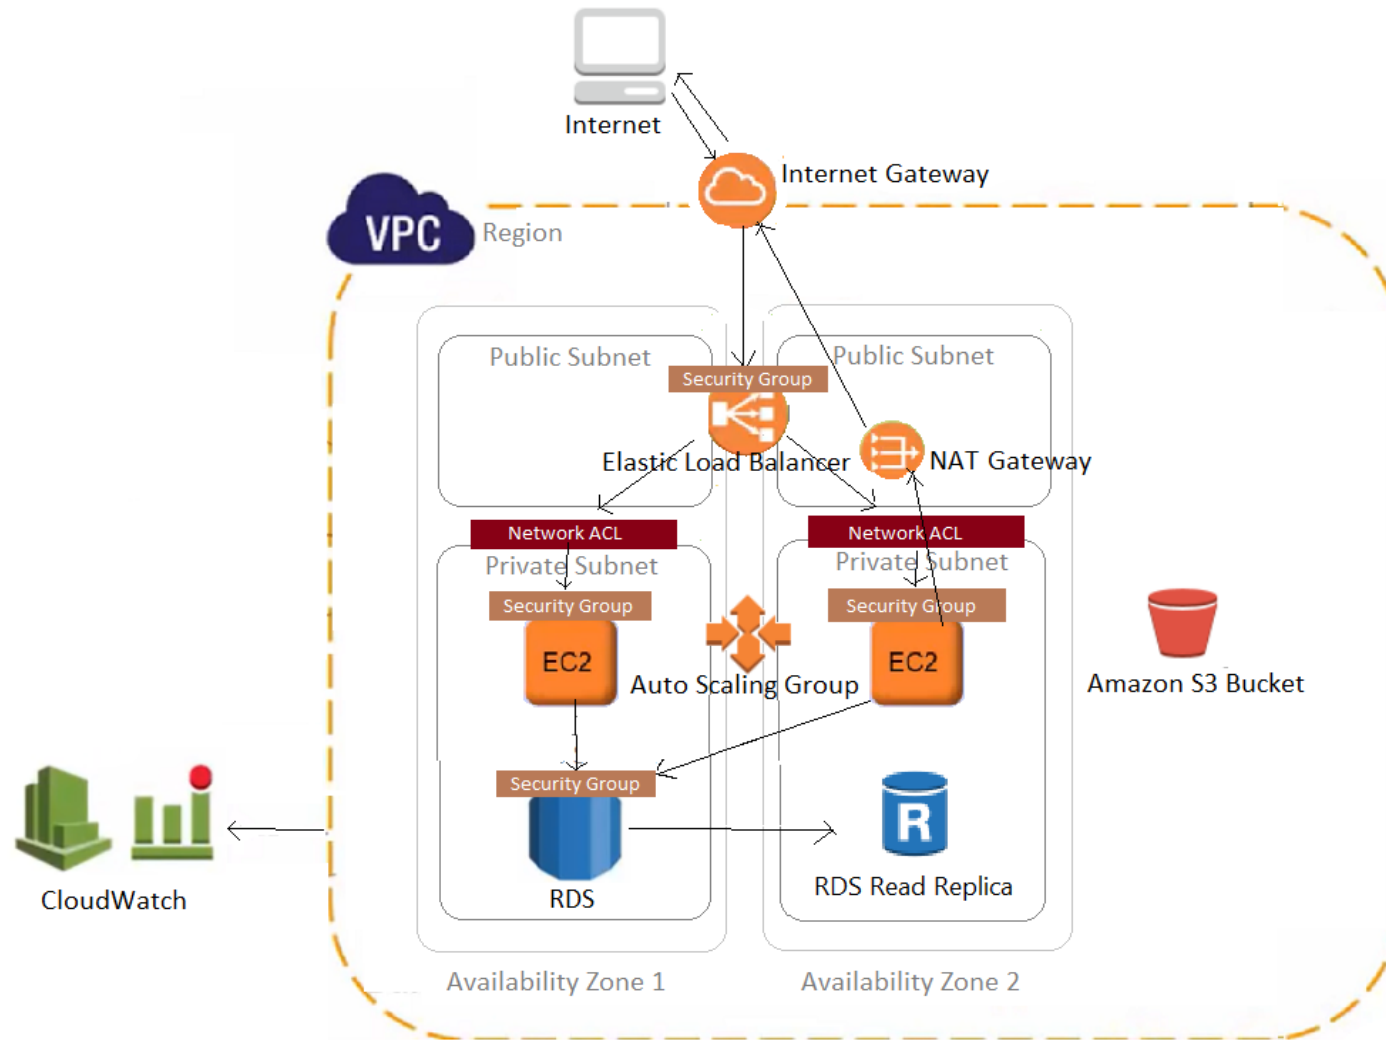 Internet
Internet Gateway
VPC
Region
Public Subnet
Public Subnet
Security Group
Elastic Load Balancer
NAT Gateway
Network ACL
Network ACL
Private Subnet
Private Subnet
Security Group
Security Group
EC2
EC2
Auto Scaling Group
Amazon S3 Bucket
Security Group
R
CloudWatch
RDS
RDS Read Replica
Availability Zone 1
Availability Zone 2